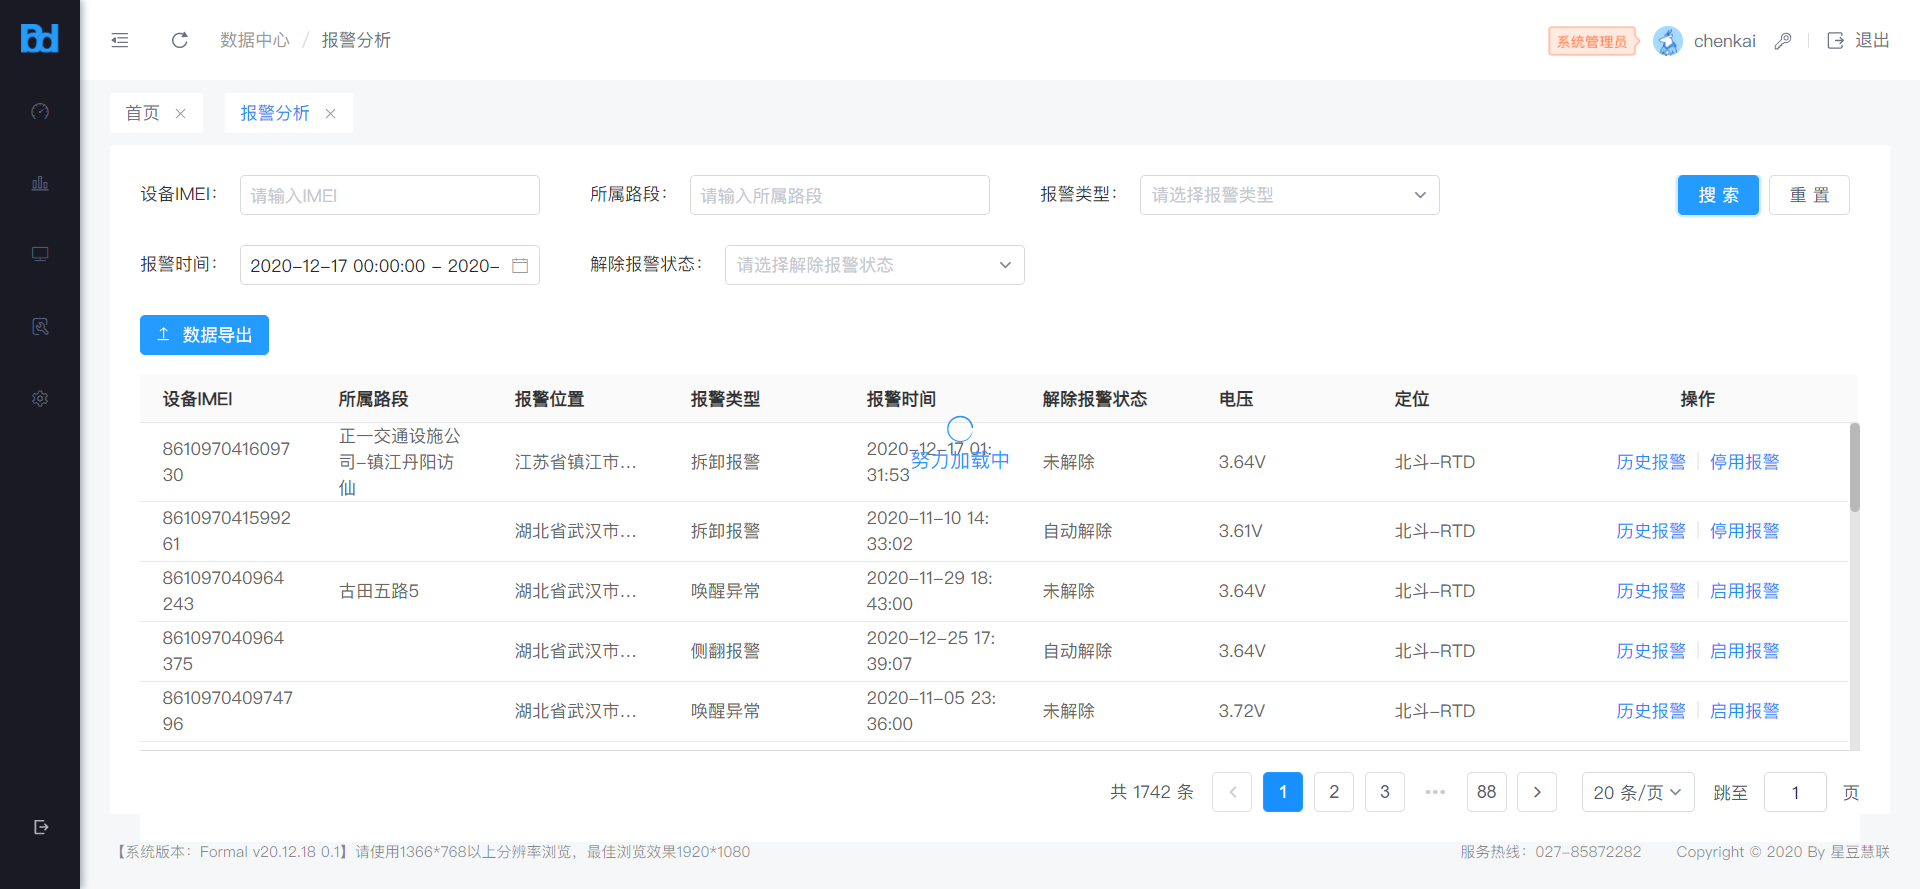 数据中心 / 报警分析
系统管理员 chenkai 退出
首页 报警分析
设备IMEI： 请输入IMEI 所属路段： 请输入所属路段 报警类型： 请选择报警类型 搜 索 重 置
报警时间： 2020-12-17 00:00:00 - 2020- 解除报警状态： 请选择解除报警状态
数据导出
设备IMEI 所属路段 报警位置 报警类型 报警时间 解除报警状态 电压 定位 操作
8610970416097
30
正一交通设施公
司-镇江丹阳访
仙
江苏省镇江市... 拆卸报警
2020-12-17 01:
31:53
未解除 3.64V 北斗-RTD 历史报警 停用报警
努力加载中
8610970415992
61
湖北省武汉市... 拆卸报警
2020-11-10 14:
33:02
自动解除 3.61V 北斗-RTD 历史报警 停用报警
861097040964
243
古田五路5 湖北省武汉市... 唤醒异常
2020-11-29 18:
43:00
未解除 3.64V 北斗-RTD 历史报警 启用报警
861097040964
375
湖北省武汉市... 侧翻报警
2020-12-25 17:
39:07
自动解除 3.64V 北斗-RTD 历史报警 启用报警
8610970409747
96
湖北省武汉市... 唤醒异常
2020-11-05 23:
36:00
未解除 3.72V 北斗-RTD 历史报警 启用报警
共 1742 条 1 2 3 ••• 88 20 条/页 跳至 1 页
【系统版本：Formal v20.12.18 0.1】请使用1366*768以上分辨率浏览，最佳浏览效果1920*1080
服务热线：027-85872282 Copyright © 2020 By 星豆慧联